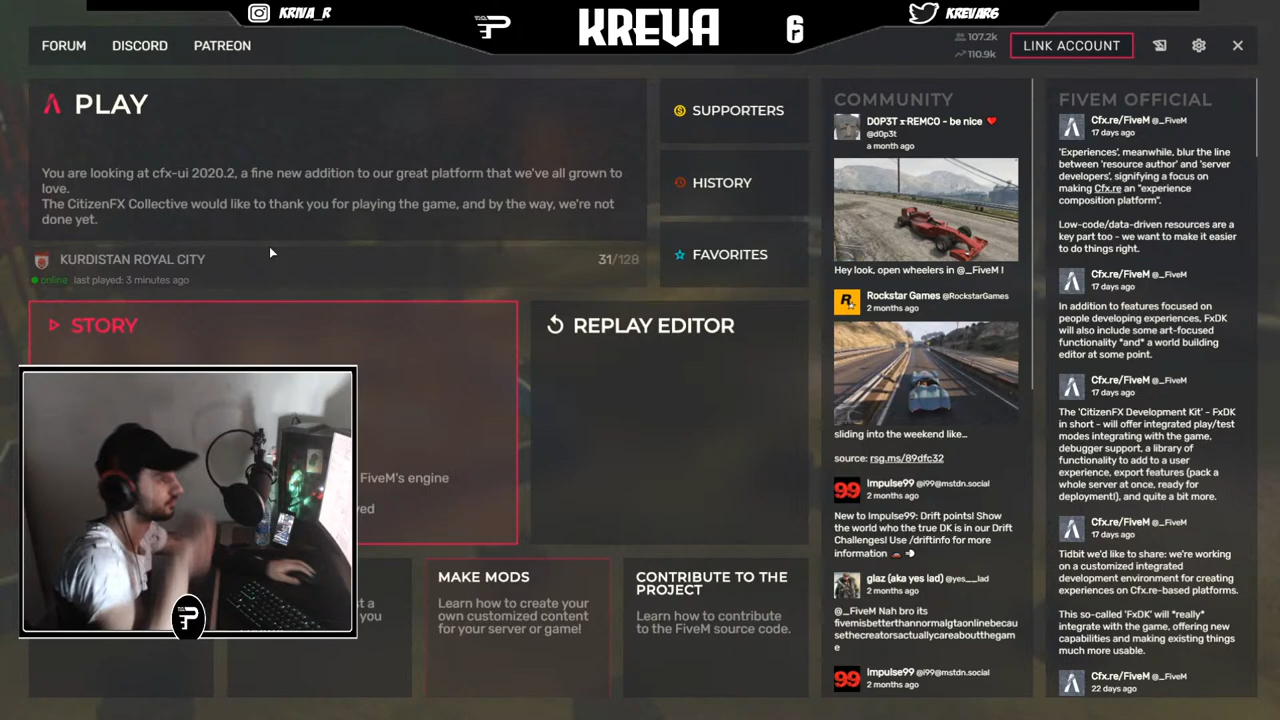 KRIVA_R
KREVA
6
KREVAR6
FORUM
DISCORD
PATREON
107.2k
110.9k
LINK ACCOUNT
PLAY
You are looking at cfx-ui 2020.2, a fine new addition to our great platform that we've all grown to
love.
The CitizenFX Collective would like to thank you for playing the game, and by the way, we're not
done yet.
KURDISTAN ROYAL CITY
31/128
online last played: 3 minutes ago
SUPPORTERS
HISTORY
FAVORITES
STORY
FiveM's engine
REPLAY EDITOR
MAKE MODS
Learn how to create your
own customized content
for your server or game!
CONTRIBUTE TO THE
PROJECT
Learn how to contribute
to the FiveM source code.
COMMUNITY
D0P3T ⌅ REMCO - be nice ❤️
@d0p3t
a month ago
Hey look, open wheelers in @_FiveM !
Rockstar Games @RockstarGames
2 months ago
sliding into the weekend like...
source: rsg.ms/89dfc32
Impulse99 @i99@mstdn.social
2 months ago
New to Impulse99: Drift points! Show
the world who the true DK is in our Drift
Challenges! Use /driftinfo for more
information
glaz (aka yes lad) @yes__lad
2 months ago
@_FiveM Nah bro its
fivemisbetterthannormalgtaonlinebecau
sethecreatorsactuallycareaboutthegam
e
Impulse99 @i99@mstdn.social
2 months ago
FIVEM OFFICIAL
Cfx.re/FiveM @_FiveM
17 days ago
'Experiences', meanwhile, blur the line
between 'resource author' and 'server
developers', signifying a focus on
making Cfx.re an "experience
composition platform".
Low-code/data-driven resources are a
key part too - we want to make it easier
to do things right.
Cfx.re/FiveM @_FiveM
17 days ago
In addition to features focused on
people developing experiences, FxDK
will also include some art-focused
functionality *and* a world building
editor at some point.
Cfx.re/FiveM @_FiveM
17 days ago
The 'CitizenFX Development Kit' - FxDK
in short - will offer integrated play/test
modes integrating with the game,
debugger support, a library of
functionality to add to a user
experience, export features (pack a
whole server at once, ready for
deployment!), and quite a bit more.
Cfx.re/FiveM @_FiveM
17 days ago
Tidbit we'd like to share: we're working
on a customized integrated
development environment for creating
experiences on Cfx.re-based platforms.
This so-called 'FxDK' will *really*
integrate with the game, offering new
capabilities and making existing things
much more usable.
Cfx.re/FiveM @_FiveM
22 days ago